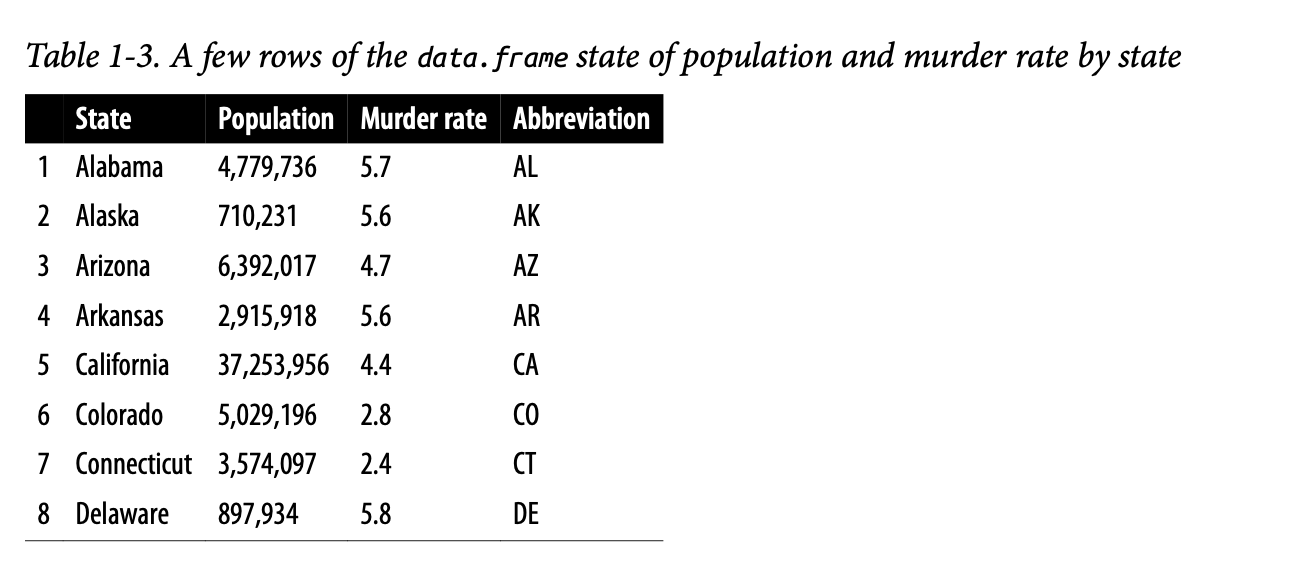 Table 1-3. A few rows of the data.frame state of population and murder rate by state
State Population Murder rate Abbreviation
1 Alabama 4,779,736 5.7 AL
2 Alaska 710,231 5.6 AK
3 Arizona 6,392,017 4.7 AZ
4 Arkansas 2,915,918 5.6 AR
5 California 37,253,956 4.4 CA
6 Colorado 5,029,196 2.8 CO
7 Connecticut 3,574,097 2.4 CT
8 Delaware 897,934 5.8 DE